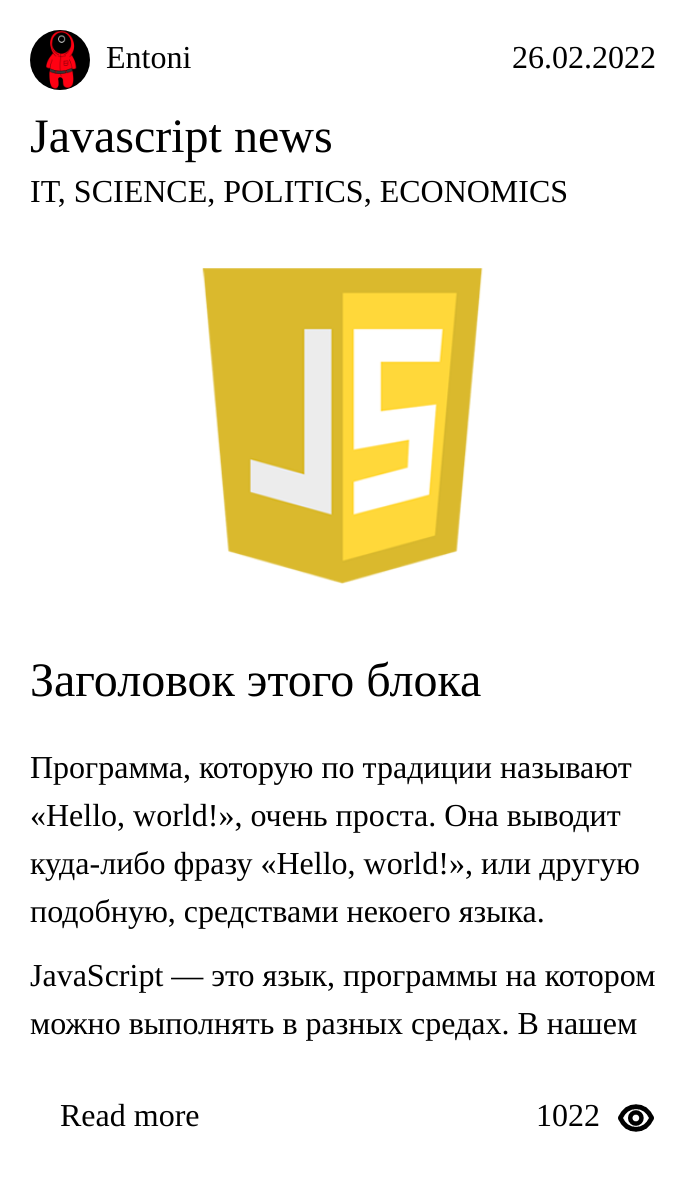 Entoni 26.02.2022
Javascript news
IT, SCIENCE, POLITICS, ECONOMICS
JS
Заголовок этого блока
Программа, которую по традиции называют
«Hello, world!», очень проста. Она выводит
куда-либо фразу «Hello, world!», или другую
подобную, средствами некоего языка.
JavaScript — это язык, программы на котором
можно выполнять в разных средах. В нашем
Read more 1022